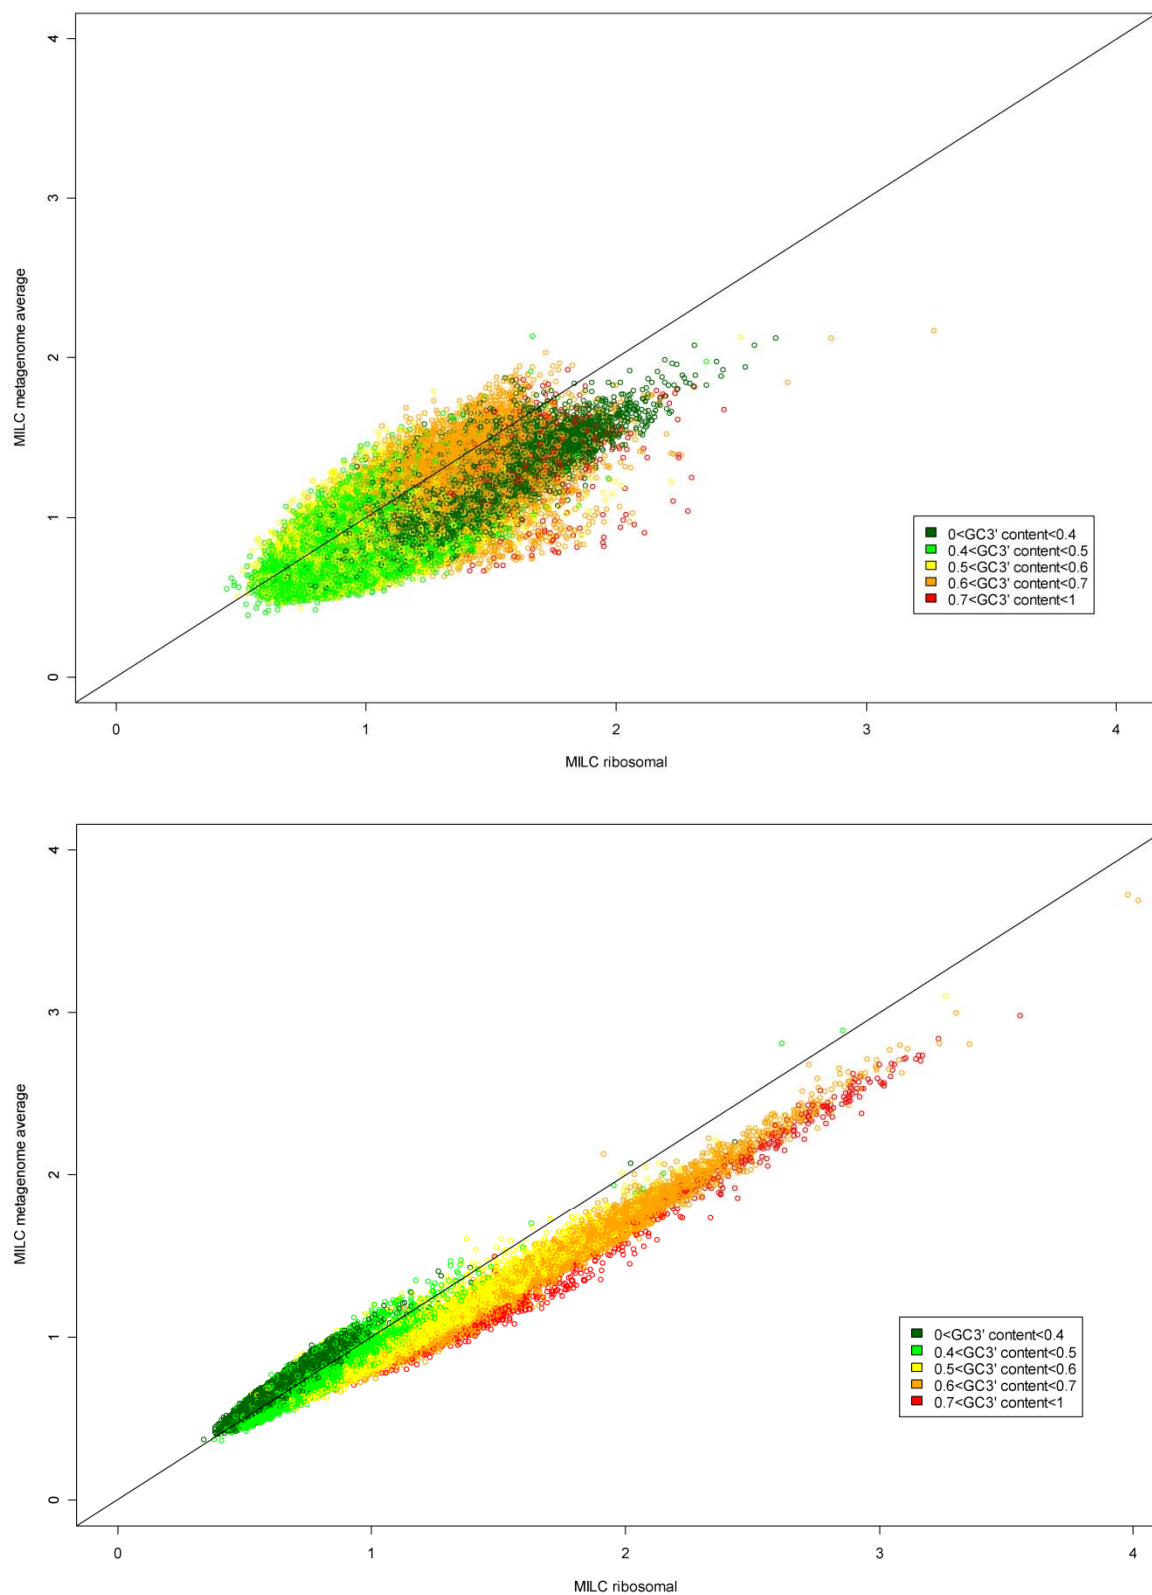 4
3
2
1
0
MILC metagenome average
0<GC3' content<0.4
0.4<GC3' content<0.5
0.5<GC3' content<0.6
0.6<GC3' content<0.7
0.7<GC3' content<1
0 1 2 3 4
MILC ribosomal
4
3
2
1
0
MILC metagenome average
0<GC3' content<0.4
0.4<GC3' content<0.5
0.5<GC3' content<0.6
0.6<GC3' content<0.7
0.7<GC3' content<1
0 1 2 3 4
MILC ribosomal